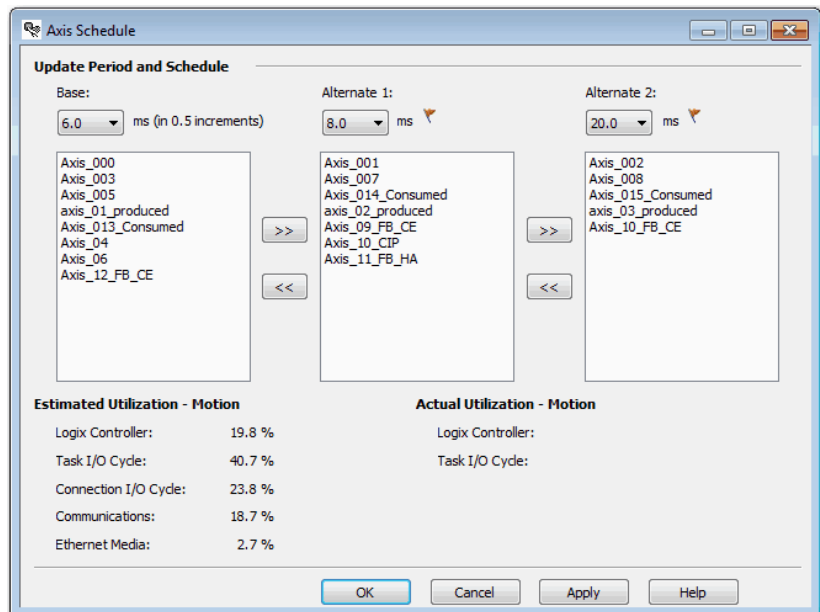 Axis Schedule
Update Period and Schedule
Base: Alternate 1: Alternate 2:
6.0 ms (in 0.5 increments) 8.0 ms 20.0 ms
Axis_000
Axis_003
Axis_005
axis_01_produced
Axis_013_Consumed
Axis_04
Axis_06
Axis_12_FB_CE
>>
<<
Axis_001
Axis_007
Axis_014_Consumed
axis_02_produced
Axis_09_FB_CE
Axis_10_CIP
Axis_11_FB_HA
>>
<<
Axis_002
Axis_008
Axis_015_Consumed
axis_03_produced
Axis_10_FB_CE
Estimated Utilization - Motion
Logix Controller: 19.8 %
Task I/O Cycle: 40.7 %
Connection I/O Cycle: 23.8 %
Communications: 18.7 %
Ethernet Media: 2.7 %
Actual Utilization - Motion
Logix Controller:
Task I/O Cycle:
OK Cancel Apply Help